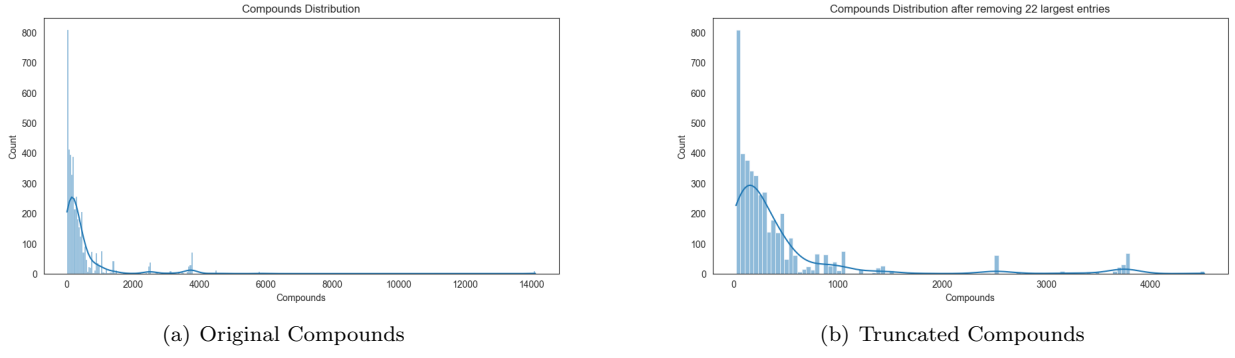 Compounds Distribution
800
700
600
500
400
300
200
100
0
Count
0 2000 4000 6000 8000 10000 12000 14000
Compounds
(a) Original Compounds
Compounds Distribution after removing 22 largest entries
800
700
600
500
400
300
200
100
0
Count
0 1000 2000 3000 4000
Compounds
(b) Truncated Compounds